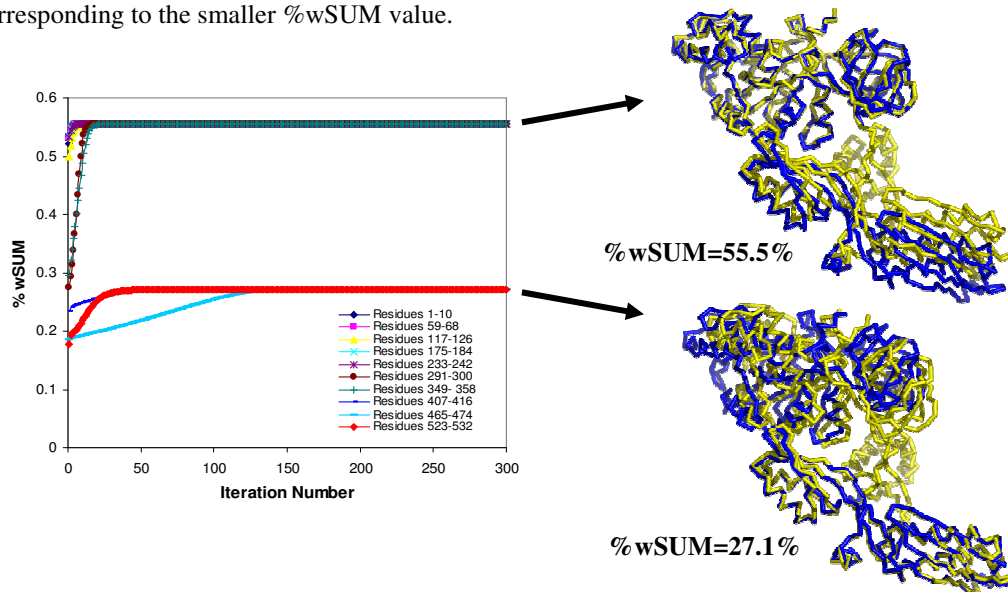 rresponding to the smaller %wSUM value.
0.6
0.5
0.4
0.3
0.2
0.1
0
% wSUM
0
50
100
150
200
250
300
Iteration Number
Residues 1-10
Residues 59-68
Residues 117-126
Residues 175-184
Residues 233-242
Residues 291-300
Residues 349- 358
Residues 407-416
Residues 465-474
Residues 523-532
%wSUM=55.5%
%wSUM=27.1%